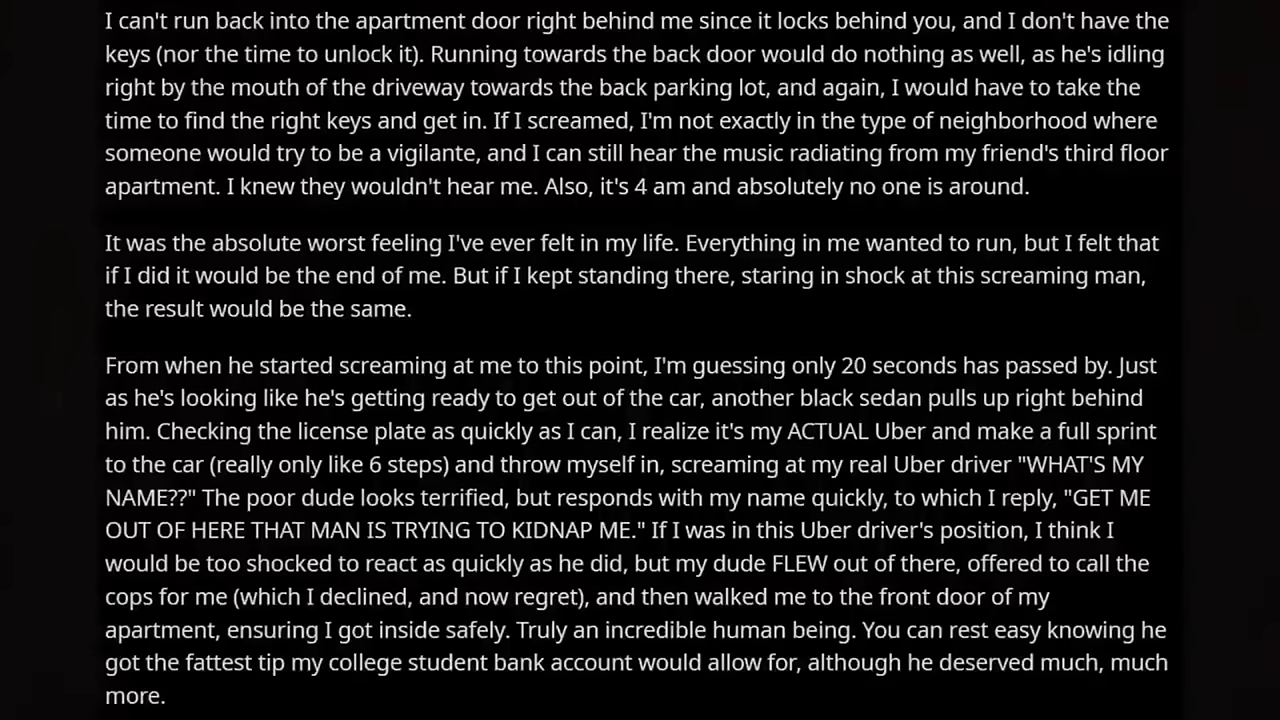 I can't run back into the apartment door right behind me since it locks behind you, and I don't have the
keys (nor the time to unlock it). Running towards the back door would do nothing as well, as he's idling
right by the mouth of the driveway towards the back parking lot, and again, I would have to take the
time to find the right keys and get in. If I screamed, I'm not exactly in the type of neighborhood where
someone would try to be a vigilante, and I can still hear the music radiating from my friend's third floor
apartment. I knew they wouldn't hear me. Also, it's 4 am and absolutely no one is around.
It was the absolute worst feeling I've ever felt in my life. Everything in me wanted to run, but I felt that
if I did it would be the end of me. But if I kept standing there, staring in shock at this screaming man,
the result would be the same.
From when he started screaming at me to this point, I'm guessing only 20 seconds has passed by. Just
as he's looking like he's getting ready to get out of the car, another black sedan pulls up right behind
him. Checking the license plate as quickly as I can, I realize it's my ACTUAL Uber and make a full sprint
to the car (really only like 6 steps) and throw myself in, screaming at my real Uber driver "WHAT'S MY
NAME??" The poor dude looks terrified, but responds with my name quickly, to which I reply, "GET ME
OUT OF HERE THAT MAN IS TRYING TO KIDNAP ME." If I was in this Uber driver's position, I think I
would be too shocked to react as quickly as he did, but my dude FLEW out of there, offered to call the
cops for me (which I declined, and now regret), and then walked me to the front door of my
apartment, ensuring I got inside safely. Truly an incredible human being. You can rest easy knowing he
got the fattest tip my college student bank account would allow for, although he deserved much, much
more.